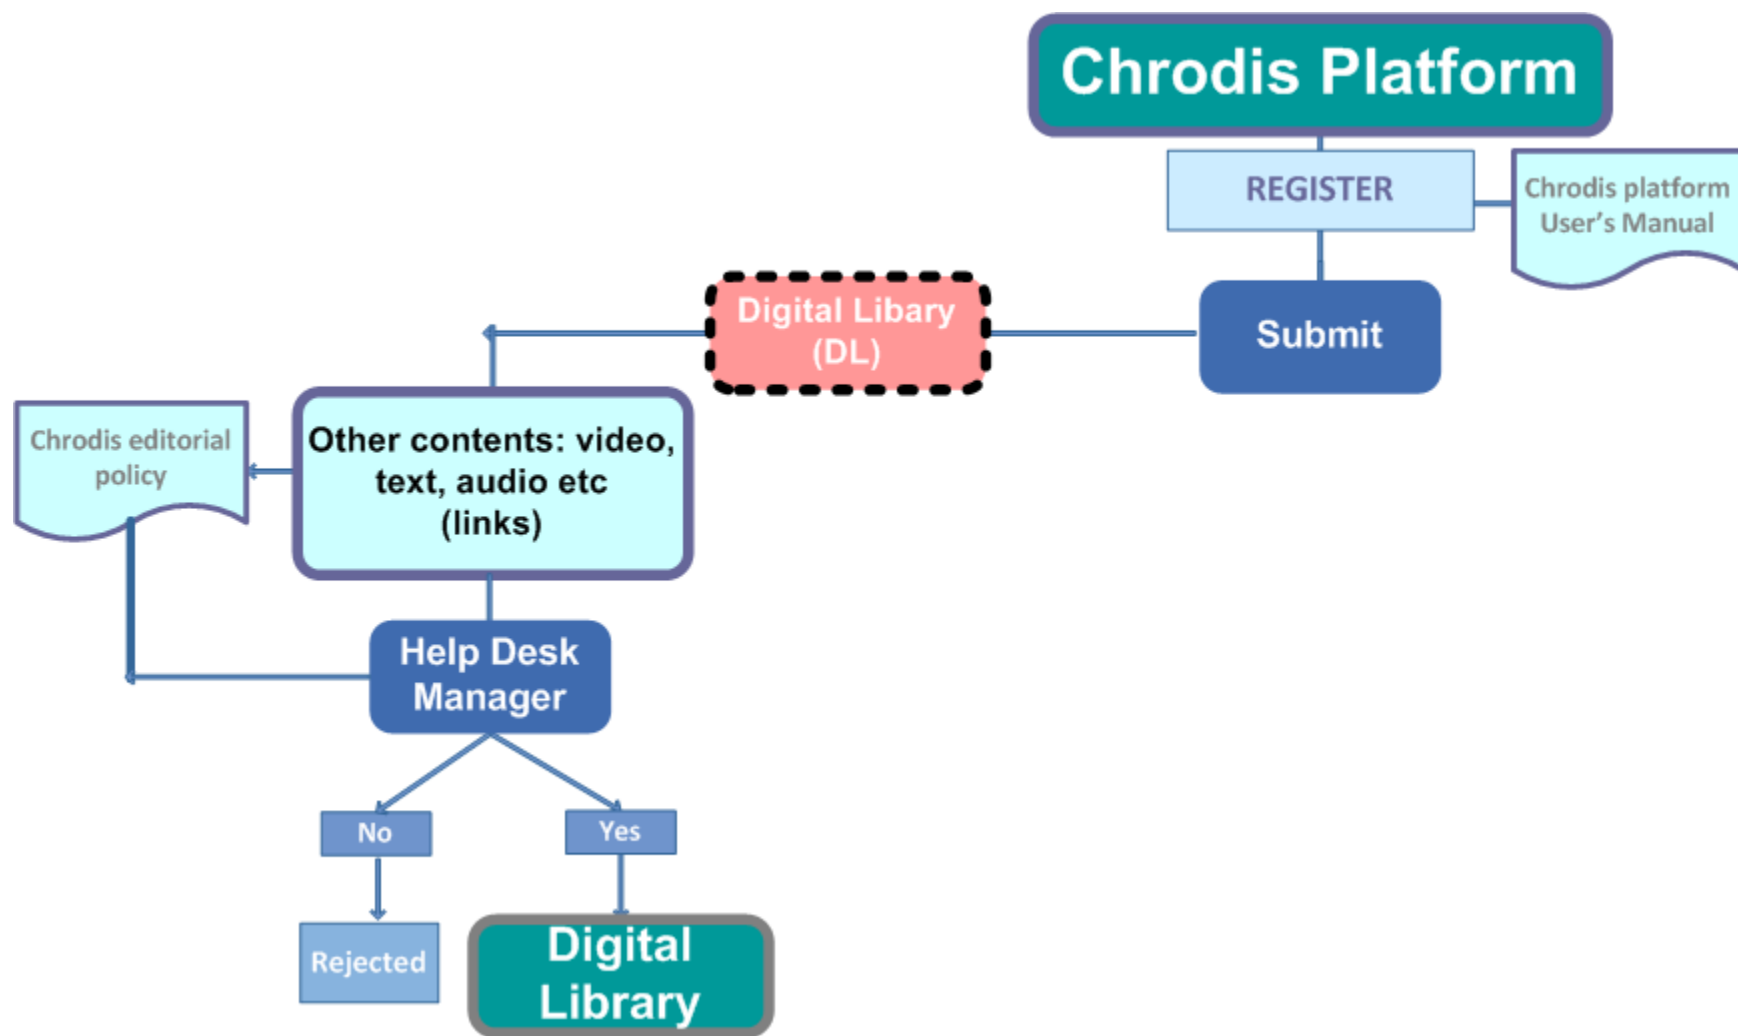 Chrodis Platform
REGISTER
Chrodis platform
User's Manual
Digital Libary
(DL)
Submit
Chrodis editorial
policy
Other contents: video,
text, audio etc
(links)
Help Desk
Manager
No
Yes
Rejected
Digital
Library